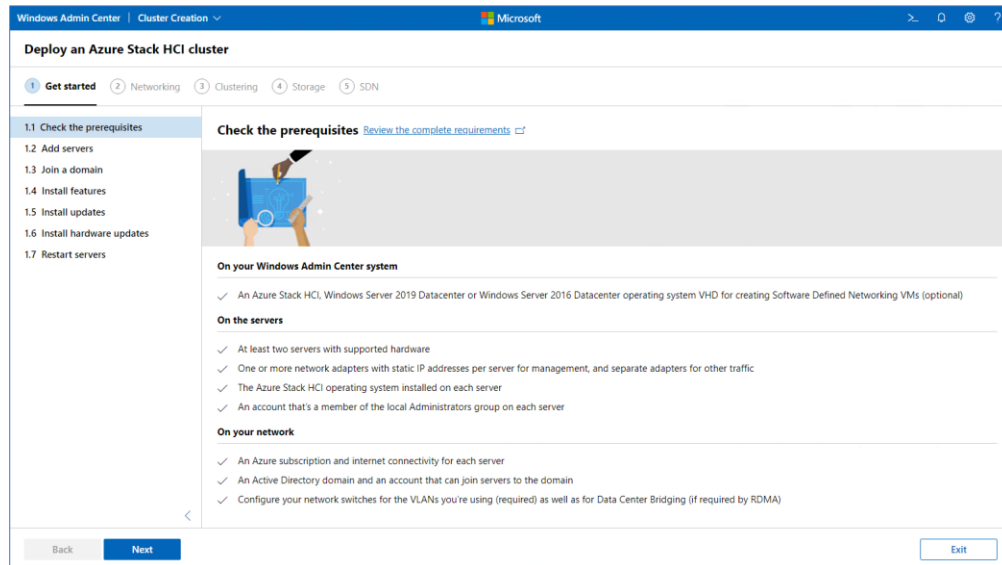 Windows Admin Center | Cluster Creation
Microsoft
Deploy an Azure Stack HCI cluster
1 Get started
2 Networking
3 Clustering
4 Storage
5 SDN
1.1 Check the prerequisites
1.2 Add servers
1.3 Join a domain
1.4 Install features
1.5 Install updates
1.6 Install hardware updates
1.7 Restart servers
Check the prerequisites Review the complete requirements
On your Windows Admin Center system
An Azure Stack HCI, Windows Server 2019 Datacenter or Windows Server 2016 Datacenter operating system VHD for creating Software Defined Networking VMs (optional)
On the servers
At least two servers with supported hardware
One or more network adapters with static IP addresses per server for management, and separate adapters for other traffic
The Azure Stack HCI operating system installed on each server
An account that's a member of the local Administrators group on each server
On your network
An Azure subscription and internet connectivity for each server
An Active Directory domain and an account that can join servers to the domain
Configure your network switches for the VLANs you're using (required) as well as for Data Center Bridging (if required by RDMA)
Back
Next
Exit